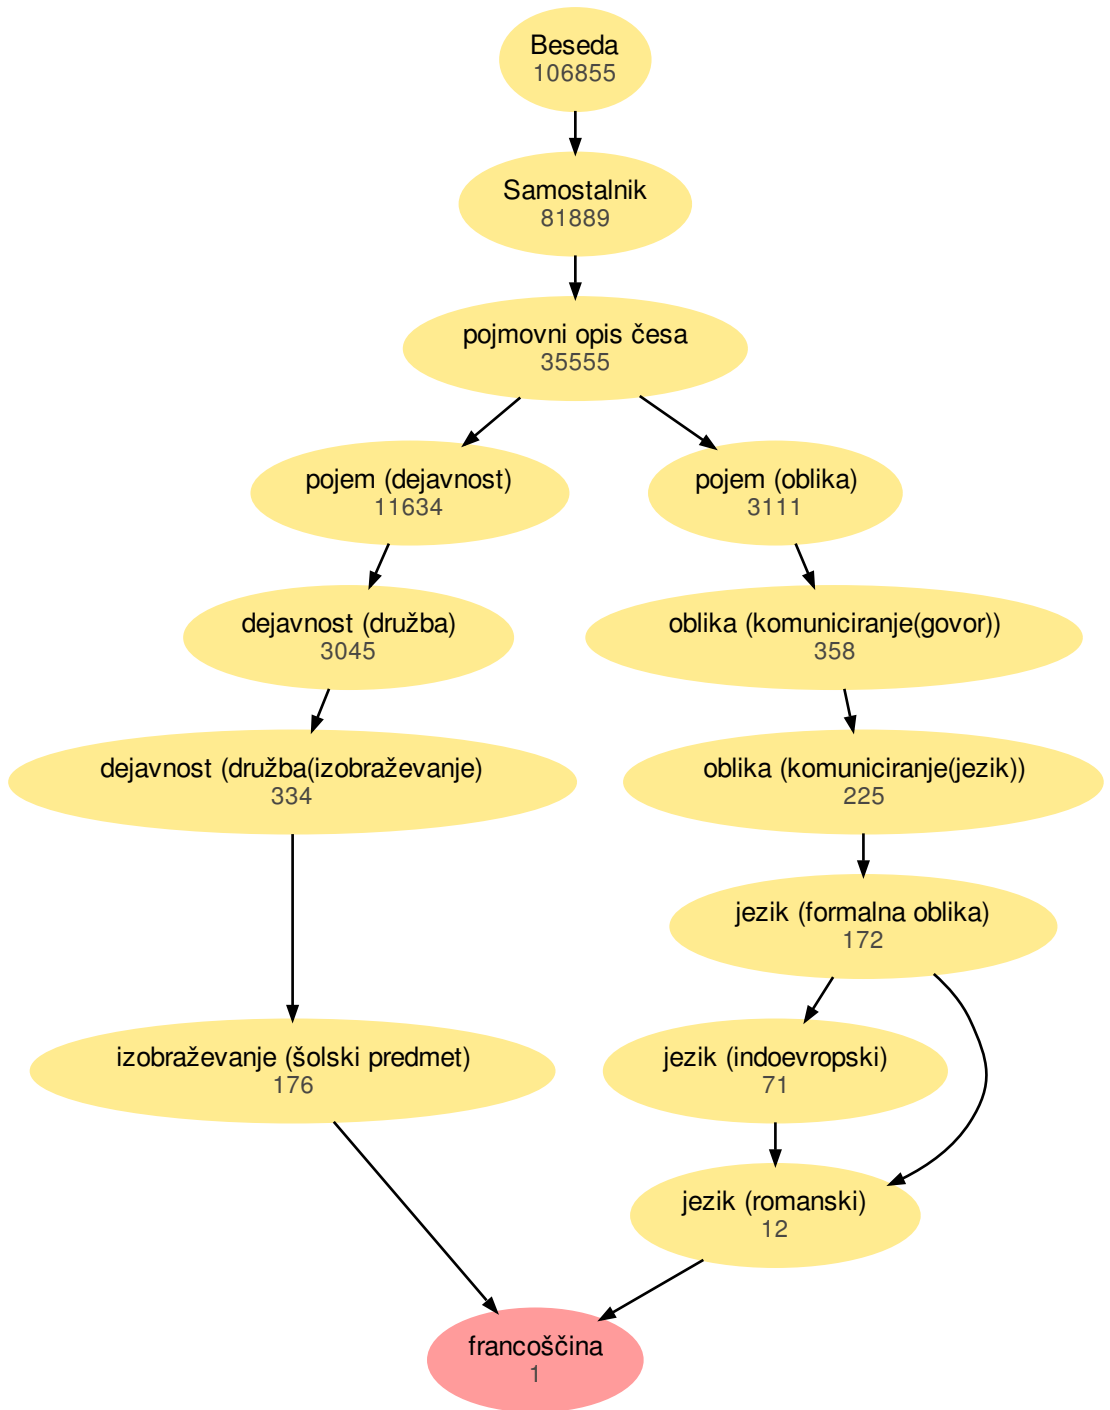 Beseda
106855
Samostalnik
81889
pojmovni opis česa
35555
pojem (dejavnost)
11634
pojem (oblika)
3111
dejavnost (družba)
3045
oblika (komuniciranje(govor))
358
dejavnost (družba(izobraževanje)
334
oblika (komuniciranje(jezik))
225
jezik (formalna oblika)
172
izobraževanje (šolski predmet)
176
jezik (indoevropski)
71
jezik (romanski)
12
francoščina
1